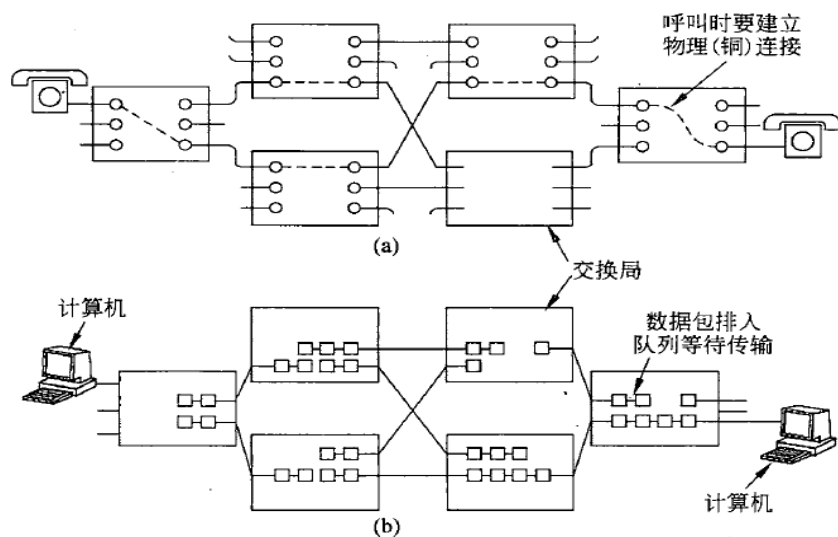 呼叫时要建立
物理(铜)连接
(a)
交换局
计算机
数据包排入
队列等待传输
计算机
(b)